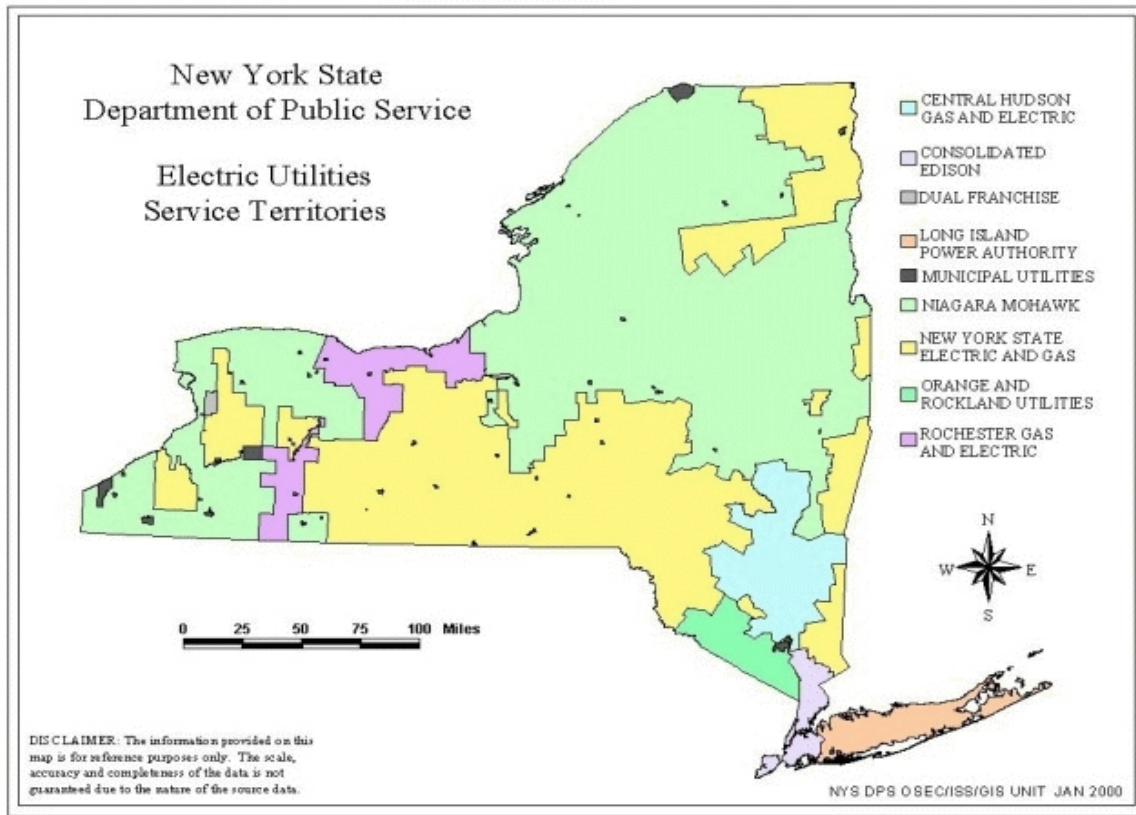 New York State
Department of Public Service
Electric Utilities
Service Territories
CENTRAL HUDSON
GAS AND ELECTRIC
CONSOLIDATED
EDISON
DUAL FRANCHISE
LONG ISLAND
POWER AUTHORITY
MUNICIPAL UTILITIES
NIAGARA MOHAWK
NEW YORK STATE
ELECTRIC AND GAS
ORANGE AND
ROCKLAND UTILITIES
ROCHESTER GAS
AND ELECTRIC
N
W E
S
0 25 50 75 100 Miles
DISCLAIMER: The information provided on this
map is for reference purposes only. The scale,
accuracy and completeness of the data is not
guaranteed due to the nature of the source data.
NYS DPS OSEC/ISS/GIS UNIT JAN 2000